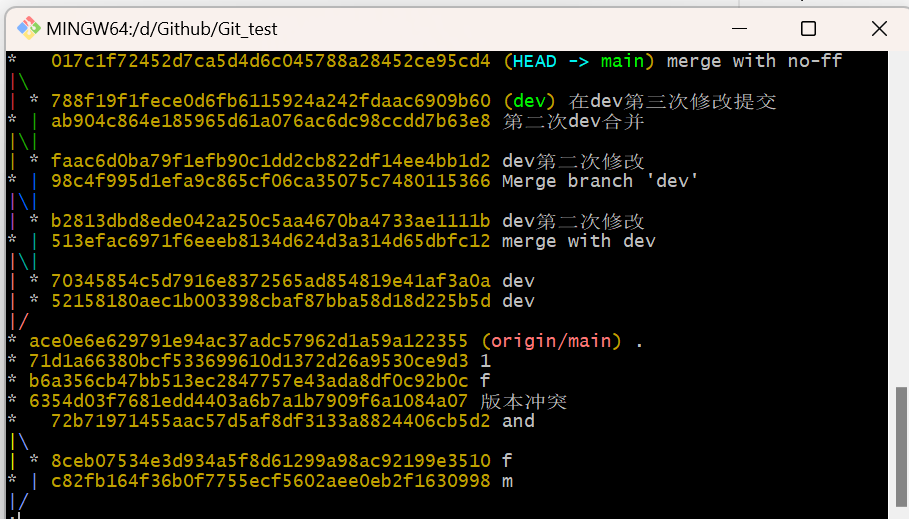 MINGW64:/d/Github/Git_test
*   017c1f72452d7ca5d4d6c045788a28452ce95cd4 (HEAD -> main) merge with no-ff
|\
| * 788f19f1fece0d6fb6115924a242fdaac6909b60 (dev) 在dev第三次修改提交
* | ab904c864e185965d61a076ac6dc98ccdd7b63e8 第二次dev合并
|\|
| * faac6d0ba79f1efb90c1dd2cb822df14ee4bb1d2 dev第二次修改
* | 98c4f995d1efa9c865cf06ca35075c7480115366 Merge branch 'dev'
|\|
| * b2813dbd8ede042a250c5aa4670ba4733ae1111b dev第二次修改
* | 513efac6971f6eeeb8134d624d3a314d65dbfc12 merge with dev
|\|
| * 70345854c5d7916e8372565ad854819e41af3a0a dev
| * 52158180aec1b003398cbaf87bba58d18d225b5d dev
|/
* ace0e6e629791e94ac37adc57962d1a59a122355 (origin/main) .
* 71d1a66380bcf533699610d1372d26a9530ce9d3 1
* b6a356cb47bb513ec2847757e43ada8df0c92b0c f
* 6354d03f7681edd4403a6b7a1b7909f6a1084a07 版本冲突
*   72b71971455aac57d5af8df3133a8824406cb5d2 and
|\
| * 8ceb07534e3d934a5f8d61299a98ac92199e3510 f
* | c82fb164f36b0f7755ecf5602aee0eb2f1630998 m
|/
: